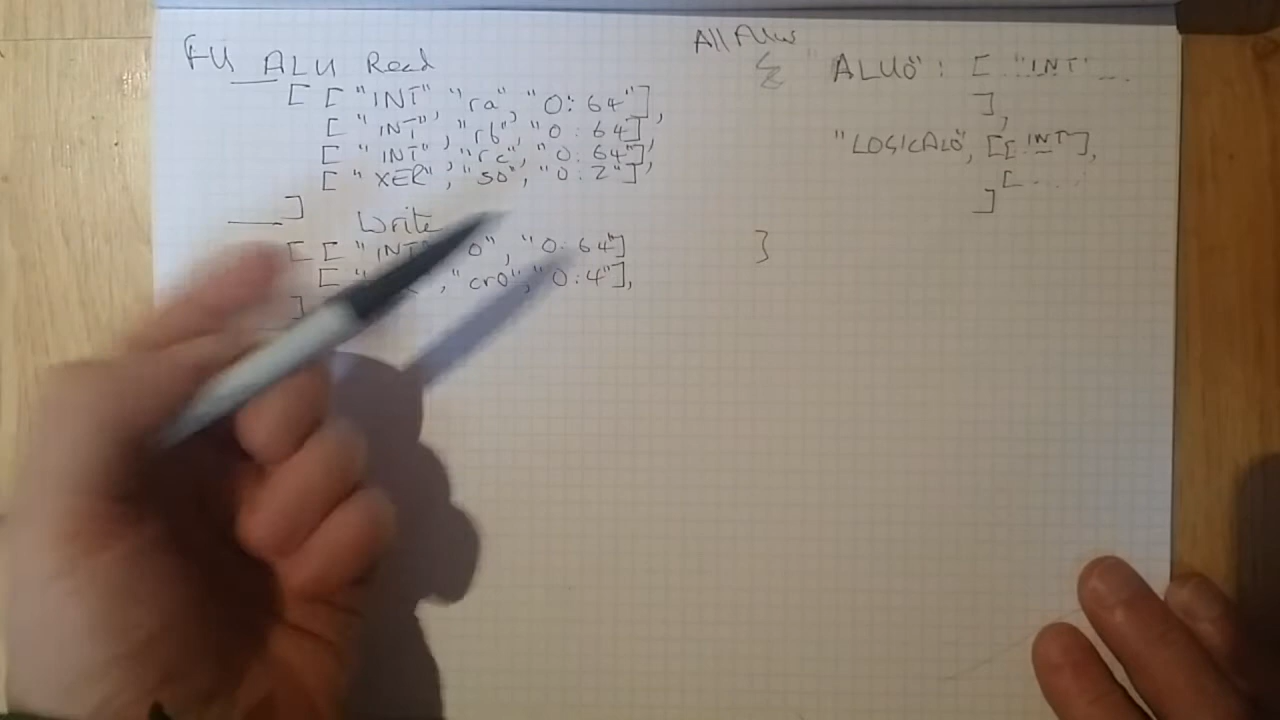 FU ALU Read
[ [ "INT", "ra", "0:64"],
[ "INT", "rb", "0:64],
[ "INT", "rc", "0:64"],
[ "XER", "so", "0:2"]
]
Write
[ [ "INT" o", "0:64"]
[ " , "cr0", "0:4"],
]
All FUs
{ "ALU0": [ "INT" ...
],
"LOGICAL0", [[ INT],
[ ....
]
}